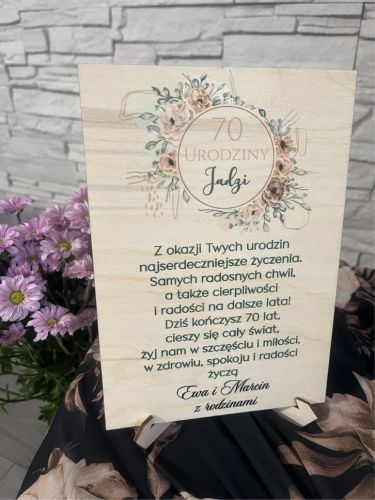 70
URODZINY
Jadzi
Z okazji Twych urodzin
najserdeczniejsze życzenia.
Samych radosnych chwil,
a także cierpliwości
i radości na dalsze lata!
Dziś kończysz 70 lat,
cieszy się cały świat,
żyj nam w szczęściu i miłości,
w zdrowiu, spokoju i radości
życzą
Ewa i Marcin
z rodzinami